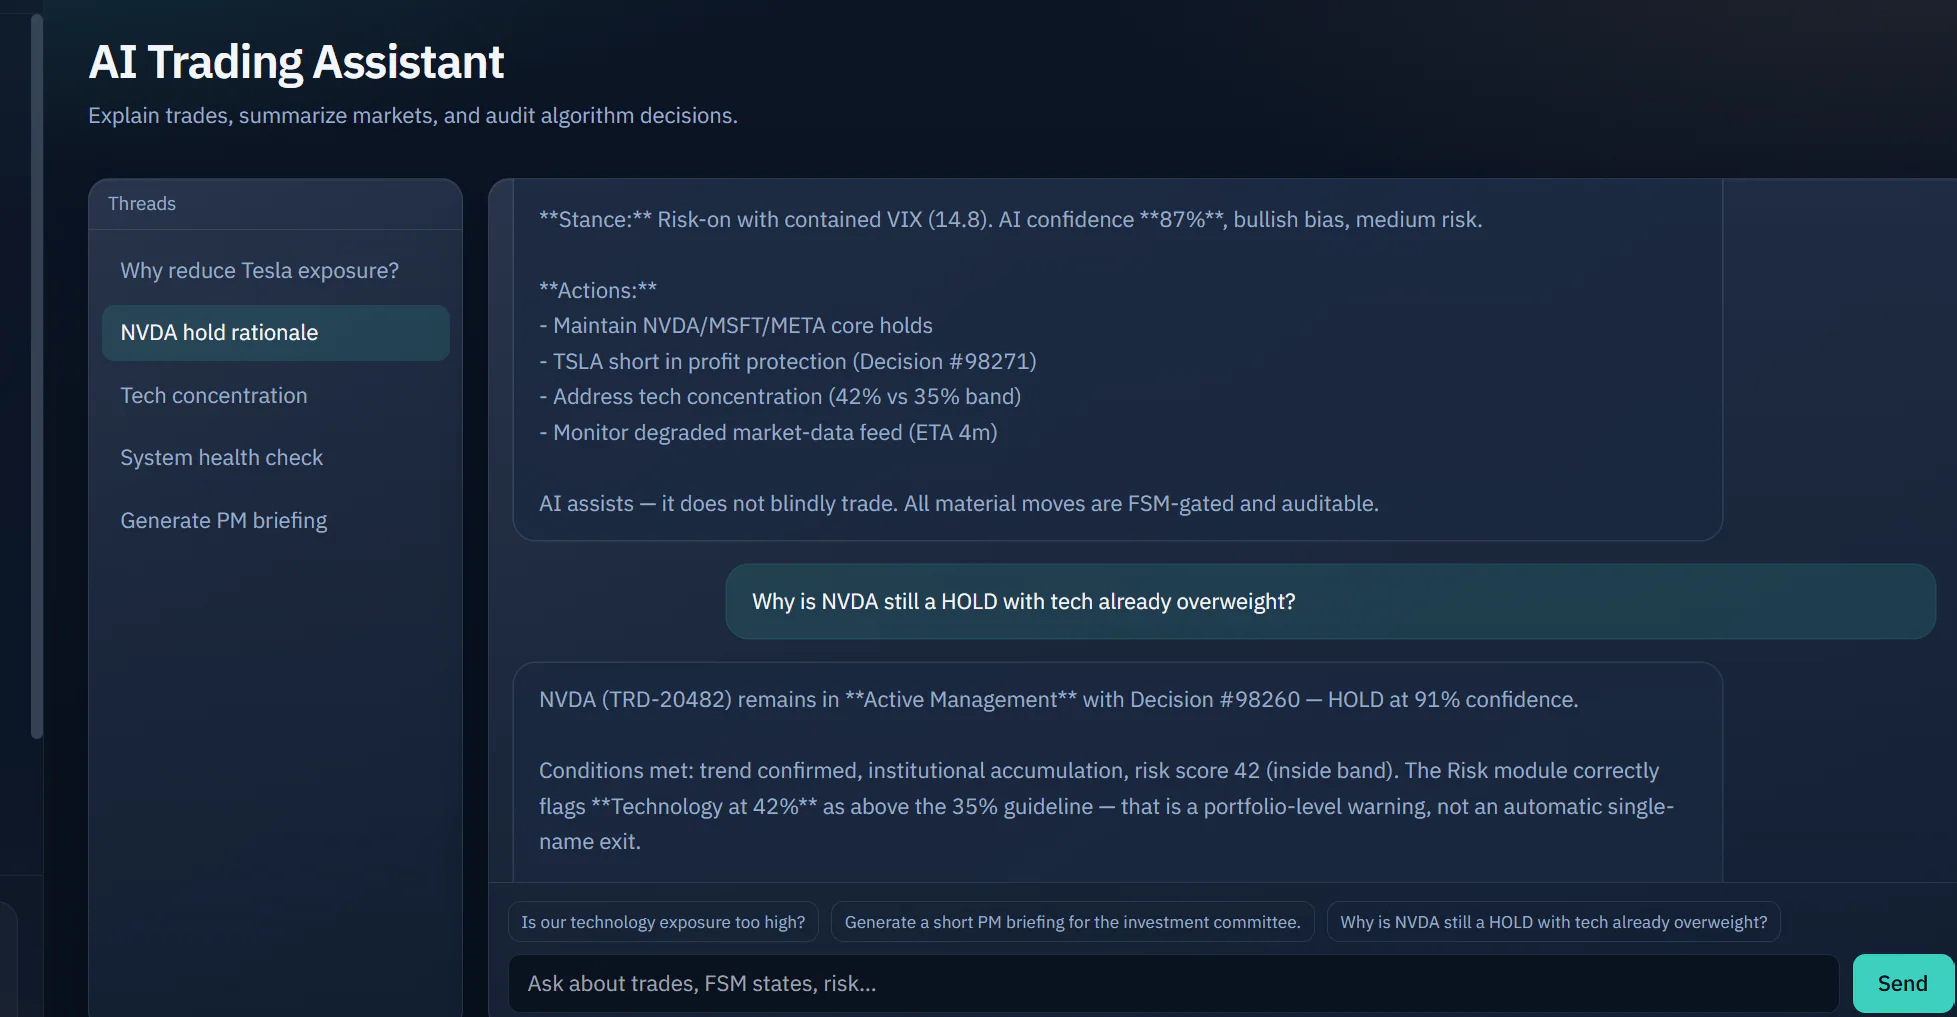 AI Trading Assistant
Explain trades, summarize markets, and audit algorithm decisions.
Threads
Why reduce Tesla exposure?
NVDA hold rationale
Tech concentration
System health check
Generate PM briefing
**Stance:** Risk-on with contained VIX (14.8). AI confidence **87%**, bullish bias, medium risk.
**Actions:**
- Maintain NVDA/MSFT/META core holds
- TSLA short in profit protection (Decision #98271)
- Address tech concentration (42% vs 35% band)
- Monitor degraded market-data feed (ETA 4m)
AI assists — it does not blindly trade. All material moves are FSM-gated and auditable.
Why is NVDA still a HOLD with tech already overweight?
NVDA (TRD-20482) remains in **Active Management** with Decision #98260 — HOLD at 91% confidence.
Conditions met: trend confirmed, institutional accumulation, risk score 42 (inside band). The Risk module correctly
flags **Technology at 42%** as above the 35% guideline — that is a portfolio-level warning, not an automatic single-
name exit.
Is our technology exposure too high?
Generate a short PM briefing for the investment committee.
Why is NVDA still a HOLD with tech already overweight?
Ask about trades, FSM states, risk...
Send